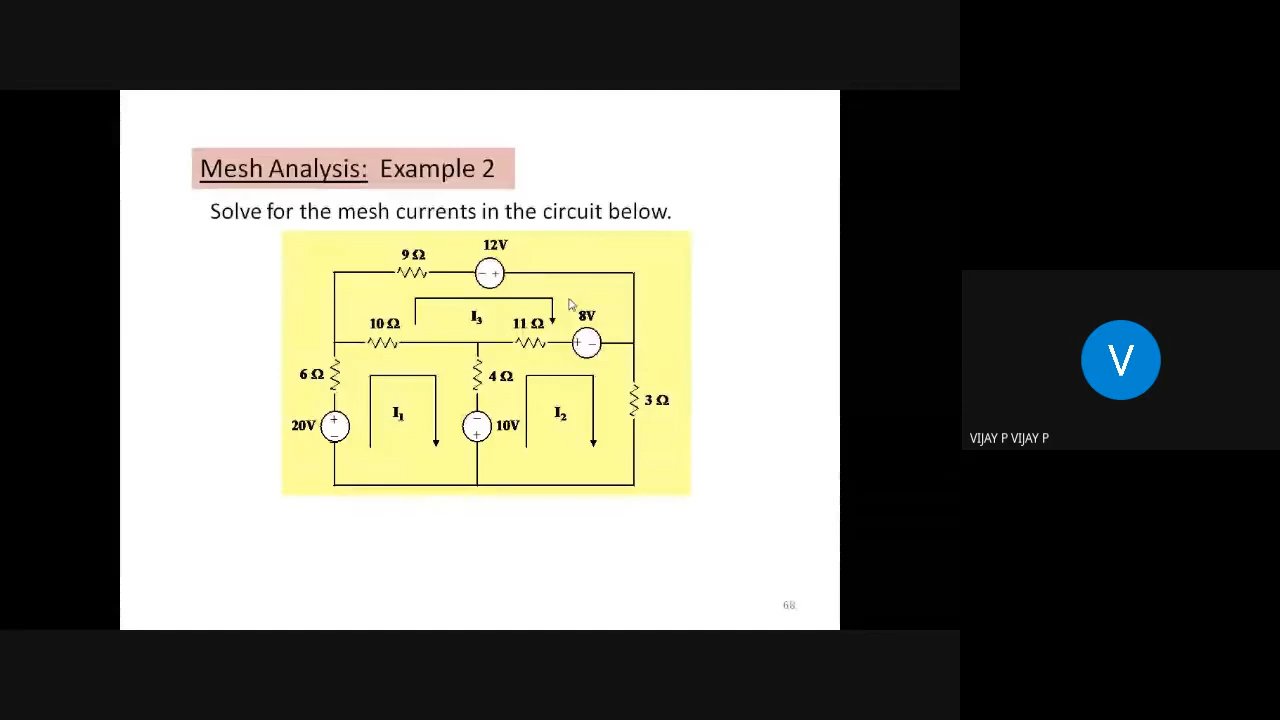 Mesh Analysis: Example 2
Solve for the mesh currents in the circuit below.
12V
9 Ω
− +
I₃
8V
10 Ω
11 Ω
+ −
6 Ω
4 Ω
3 Ω
I₁
I₂
20V
+
−
−
+
10V
V
VIJAY P VIJAY P
68